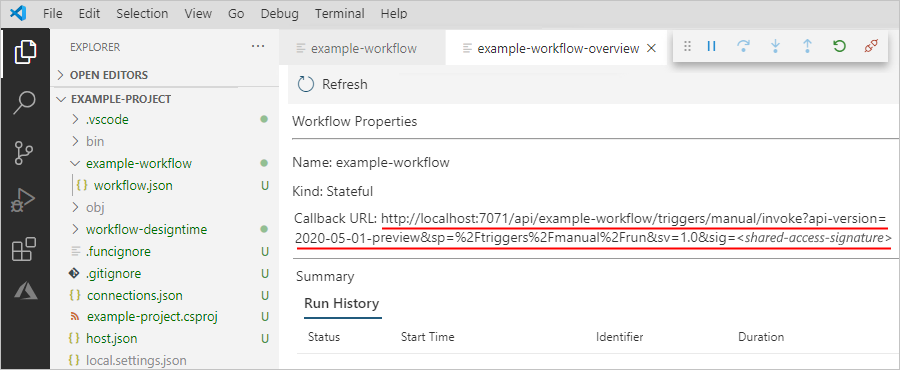 File Edit Selection View Go Debug Terminal Help
EXPLORER ...
example-workflow
example-workflow-overview
OPEN EDITORS
Refresh
EXAMPLE-PROJECT
.vscode
bin
example-workflow
{} workflow.json U
obj
workflow-designtime
.funcignore U
.gitignore U
{} connections.json U
example-project.csproj U
{} host.json U
{} local.settings.json
Workflow Properties
Name: example-workflow
Kind: Stateful
Callback URL: http://localhost:7071/api/example-workflow/triggers/manual/invoke?api-version=
2020-05-01-preview&sp=%2Ftriggers%2Fmanual%2Frun&sv=1.0&sig=<shared-access-signature>
Summary
Run History
Status Start Time Identifier Duration